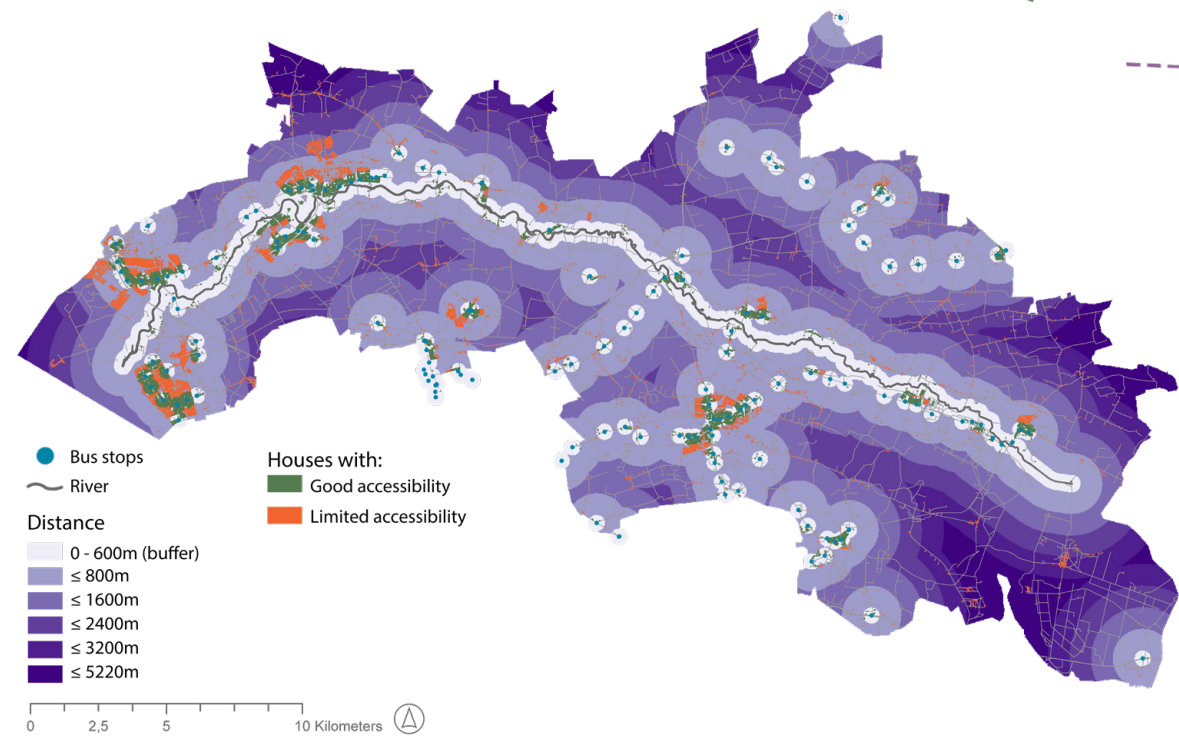 Bus stops
River
Distance
0 - 600m (buffer)
≤ 800m
≤ 1600m
≤ 2400m
≤ 3200m
≤ 5220m
Houses with:
Good accessibility
Limited accessibility
0 2,5 5 10 Kilometers